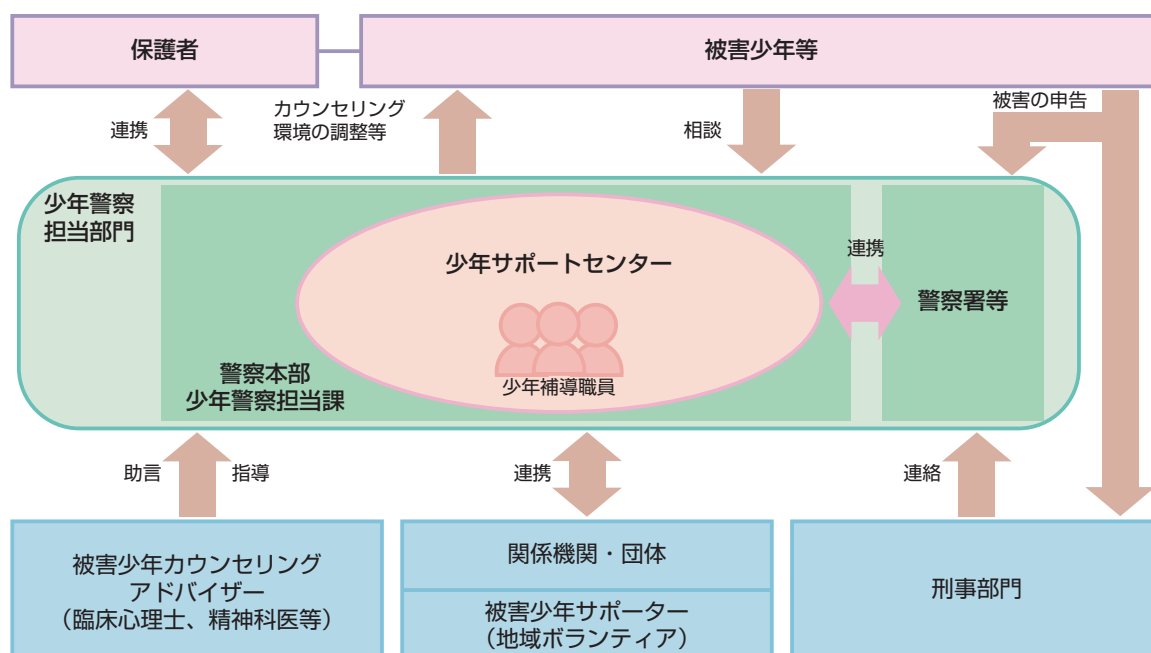 保護者
被害少年等
連携
カウンセリング
環境の調整等
相談
被害の申告
少年警察
担当部門
少年サポートセンター
連携
警察署等
少年補導職員
警察本部
少年警察担当課
助言
指導
連携
連絡
被害少年カウンセリング
アドバイザー
（臨床心理士、精神科医等）
関係機関・団体
被害少年サポーター
（地域ボランティア）
刑事部門